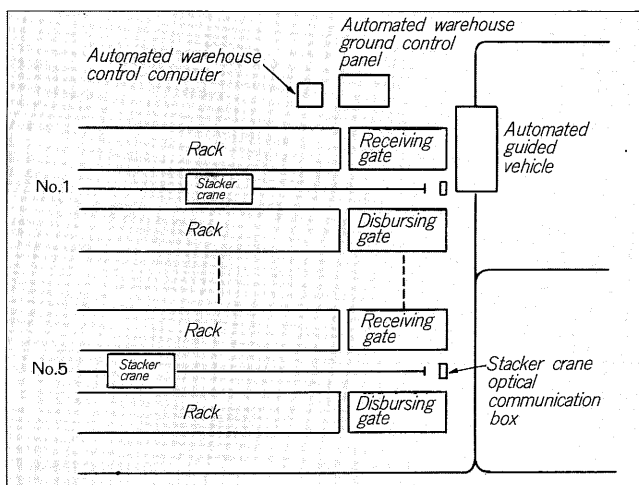 Automated warehouse
control computer
Automated warehouse
ground control
panel
Rack
Receiving
gate
Automated
guided
vehicle
No.1
Stacker
crane
Rack
Disbursing
gate
Rack
Receiving
gate
No.5
Stacker
crane
Stacker crane
optical
communication
box
Rack
Disbursing
gate